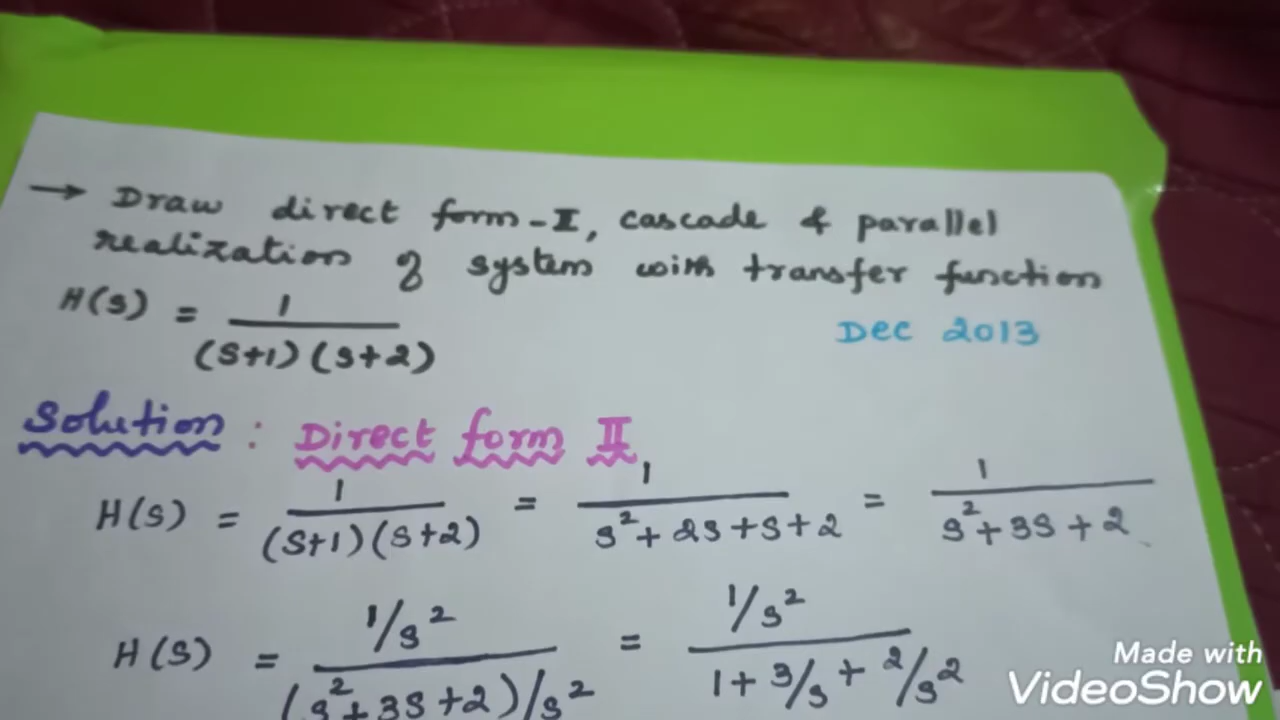 → Draw direct form-II, cascade & parallel
realization of system with transfer function
H(s) = 1/(s+1)(s+2)
Dec 2013
Solution : Direct form II
H(s) = 1/(s+1)(s+2) = 1/s²+2s+s+2 = 1/s²+3s+2
H(s) = 1/s²/(s²+3s+2)/s² = 1/s²/1+3/s+2/s²
Made with
VideoShow